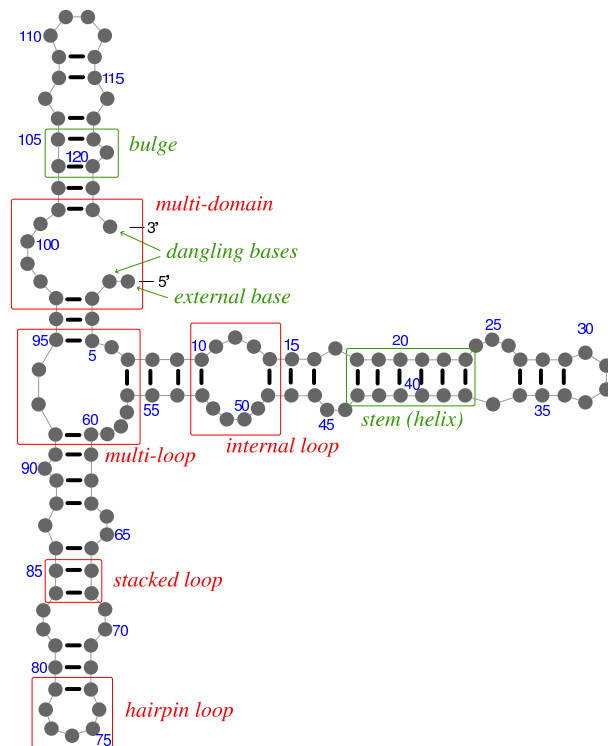 110
115
105
120
bulge
multi-domain
3'
100
dangling bases
5'
external base
95
5
10
15
20
25
30
40
35
60
55
50
45
stem (helix)
internal loop
multi-loop
90
65
85
stacked loop
70
80
hairpin loop
75